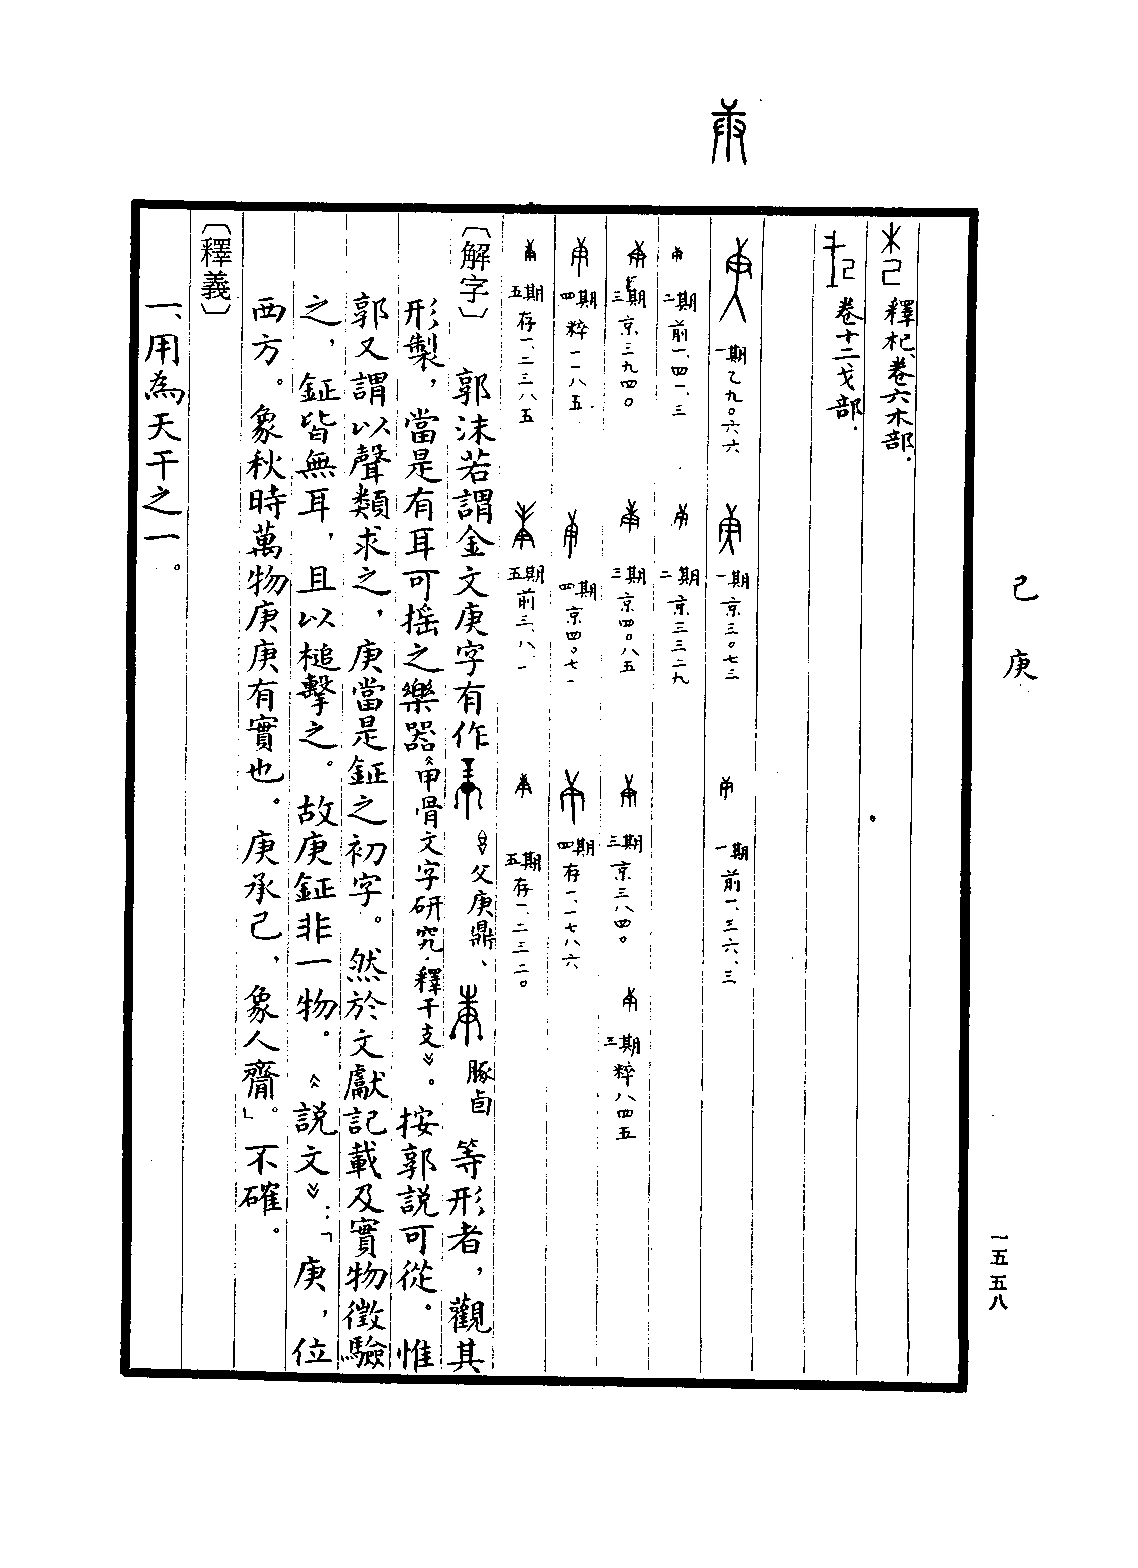 己 庚
一五五八
釋杞、卷六木部.
卷十二戈部.
一期 乙九〇六六
一期 京三〇七三
一期 前一、三六、三
二期 前一、四一、三
二期 京三三二九
三期 京三九四〇
三期 京四〇八五
三期 京三八四〇
三期 粹八四五
四期 粹一一八五
四期 京四〇七一
四期 存一、一七八六
五期 存一、二三八五
五期 前三、八、一
五期 存一、二三二〇
〔解字〕 郭沫若謂金文庚字有作 《父庚鼎、 豚卣 等形者，觀其
形製，當是有耳可搖之樂器《甲骨文字研究·釋干支》。按郭説可從。惟
郭又謂以聲類求之，庚當是鉦之初字。然於文獻記載及實物徵驗
之，鉦皆無耳，且以槌擊之。故庚鉦非一物。《説文》：「庚，位
西方。象秋時萬物庚庚有實也。庚承己，象人齎」。不確。
〔釋義〕
一、用為天干之一。